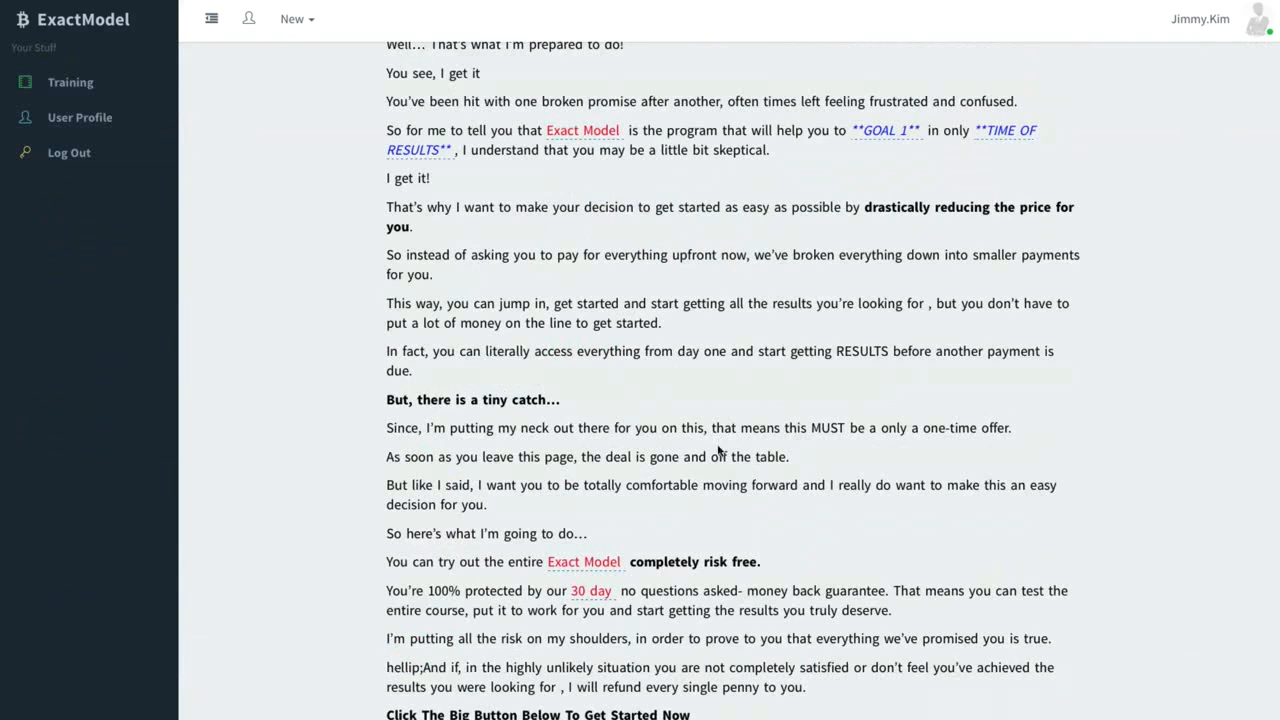 ExactModel
New
Jimmy.Kim
Your Stuff
Training
User Profile
Log Out
Well… That's what I'm prepared to do!
You see, I get it
You've been hit with one broken promise after another, often times left feeling frustrated and confused.
So for me to tell you that Exact Model is the program that will help you to **GOAL 1** in only **TIME OF
RESULTS** , I understand that you may be a little bit skeptical.
I get it!
That's why I want to make your decision to get started as easy as possible by drastically reducing the price for
you.
So instead of asking you to pay for everything upfront now, we've broken everything down into smaller payments
for you.
This way, you can jump in, get started and start getting all the results you're looking for , but you don't have to
put a lot of money on the line to get started.
In fact, you can literally access everything from day one and start getting RESULTS before another payment is
due.
But, there is a tiny catch…
Since, I'm putting my neck out there for you on this, that means this MUST be a only a one-time offer.
As soon as you leave this page, the deal is gone and off the table.
But like I said, I want you to be totally comfortable moving forward and I really do want to make this an easy
decision for you.
So here's what I'm going to do…
You can try out the entire Exact Model completely risk free.
You're 100% protected by our 30 day no questions asked- money back guarantee. That means you can test the
entire course, put it to work for you and start getting the results you truly deserve.
I'm putting all the risk on my shoulders, in order to prove to you that everything we've promised you is true.
hellip;And if, in the highly unlikely situation you are not completely satisfied or don't feel you've achieved the
results you were looking for , I will refund every single penny to you.
Click The Big Button Below To Get Started Now